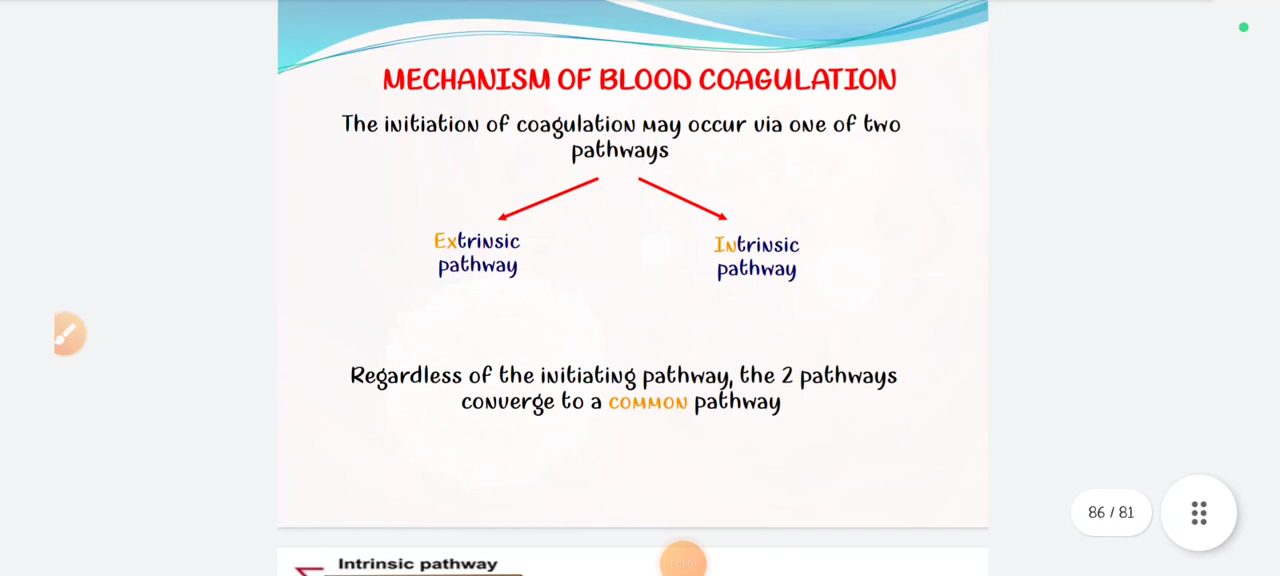 MECHANISM OF BLOOD COAGULATION
The initiation of coagulation may occur via one of two
pathways
Extrinsic
pathway
Intrinsic
pathway
Regardless of the initiating pathway, the 2 pathways
converge to a COMMON pathway
86 / 81
Intrinsic pathway